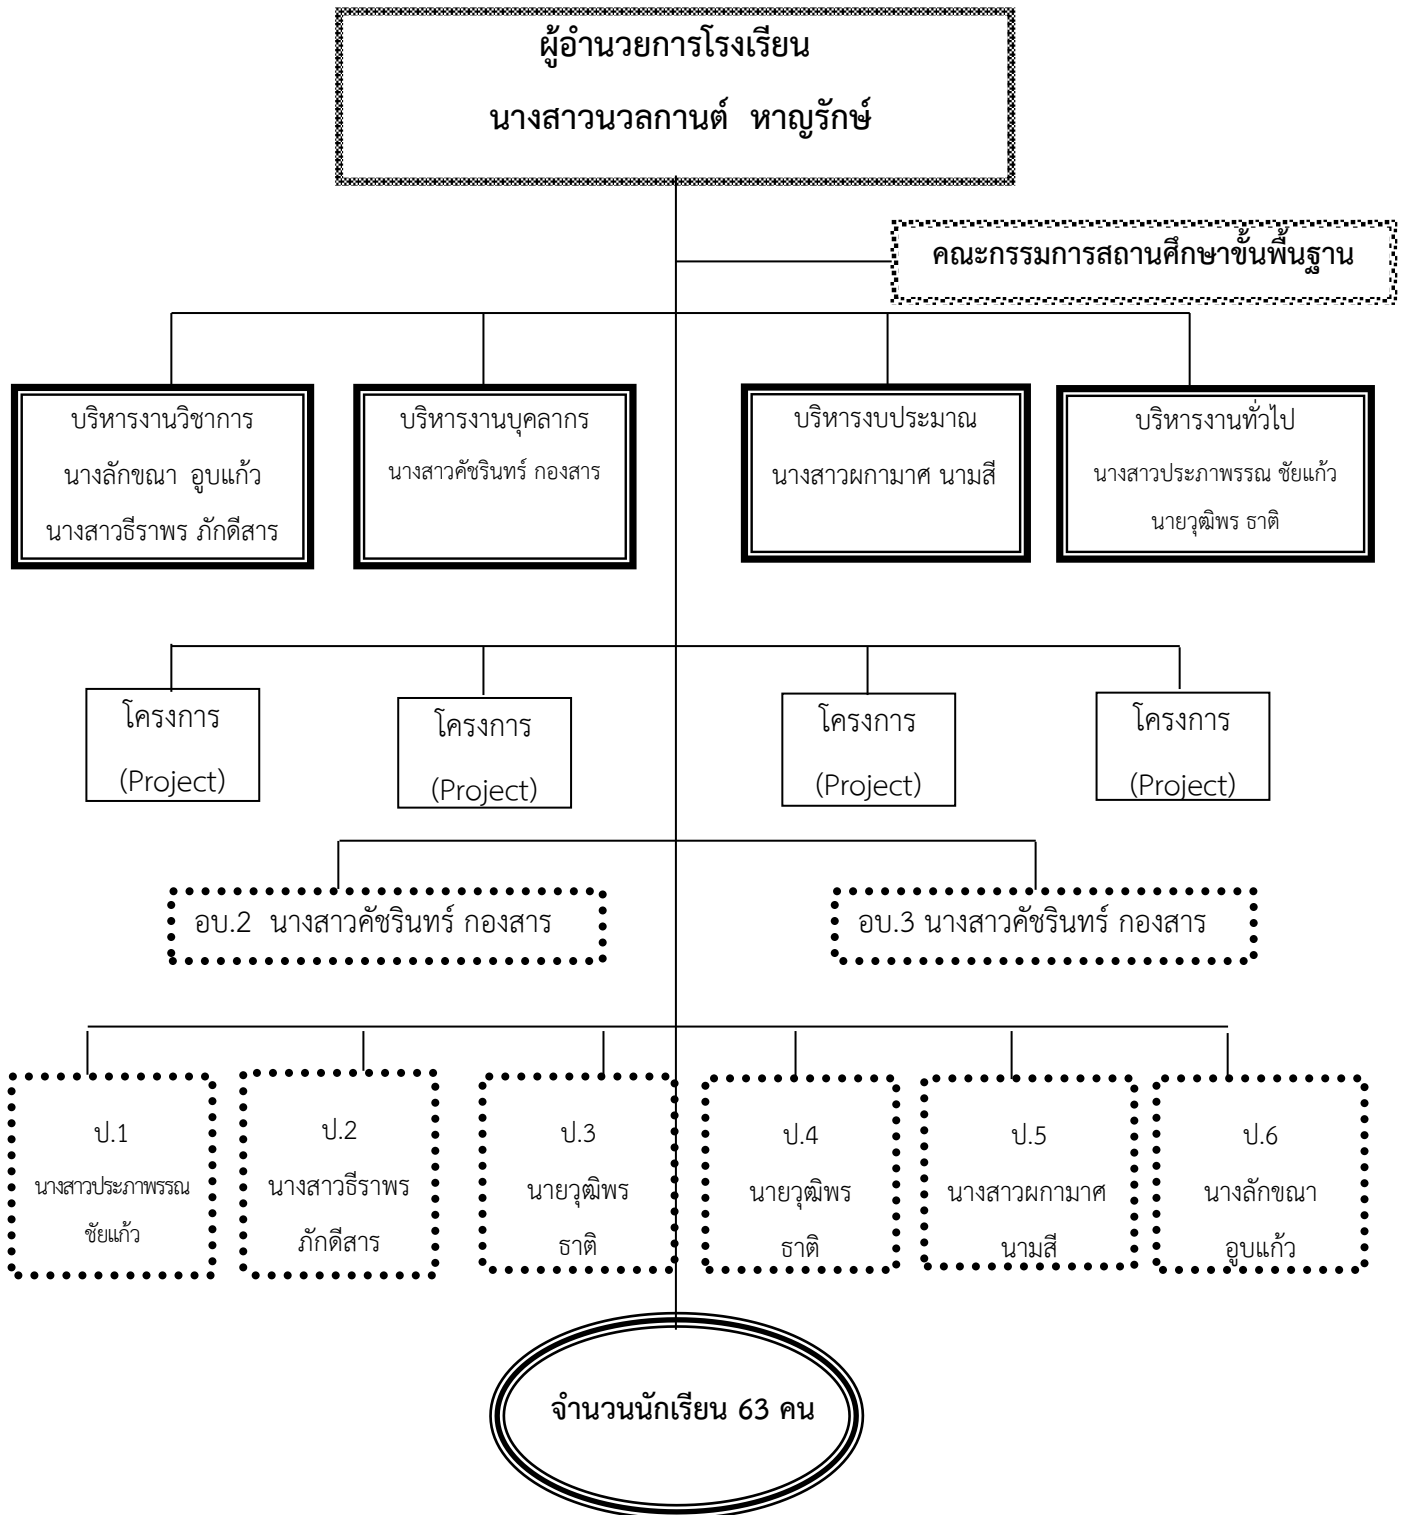 ผู้อำนวยการโรงเรียน
นางสาวนวลกานต์ หาญรักษ์
คณะกรรมการสถานศึกษาขั้นพื้นฐาน
บริหารงานวิชาการ
นางลักขณา อูบแก้ว
นางสาวธีราพร ภักดีสาร
บริหารงานบุคลากร
นางสาวคัชรินทร์ กองสาร
บริหารงบประมาณ
นางสาวผกามาศ นามสี
บริหารงานทั่วไป
นางสาวประภาพรรณ ชัยแก้ว
นายวุฒิพร ธาติ
โครงการ
(Project)
โครงการ
(Project)
โครงการ
(Project)
โครงการ
(Project)
อบ.2 นางสาวคัชรินทร์ กองสาร
อบ.3 นางสาวคัชรินทร์ กองสาร
ป.1
นางสาวประภาพรรณ
ชัยแก้ว
ป.2
นางสาวธีราพร
ภักดีสาร
ป.3
นายวุฒิพร
ธาติ
ป.4
นายวุฒิพร
ธาติ
ป.5
นางสาวผกามาศ
นามสี
ป.6
นางลักขณา
อูบแก้ว
จำนวนนักเรียน 63 คน